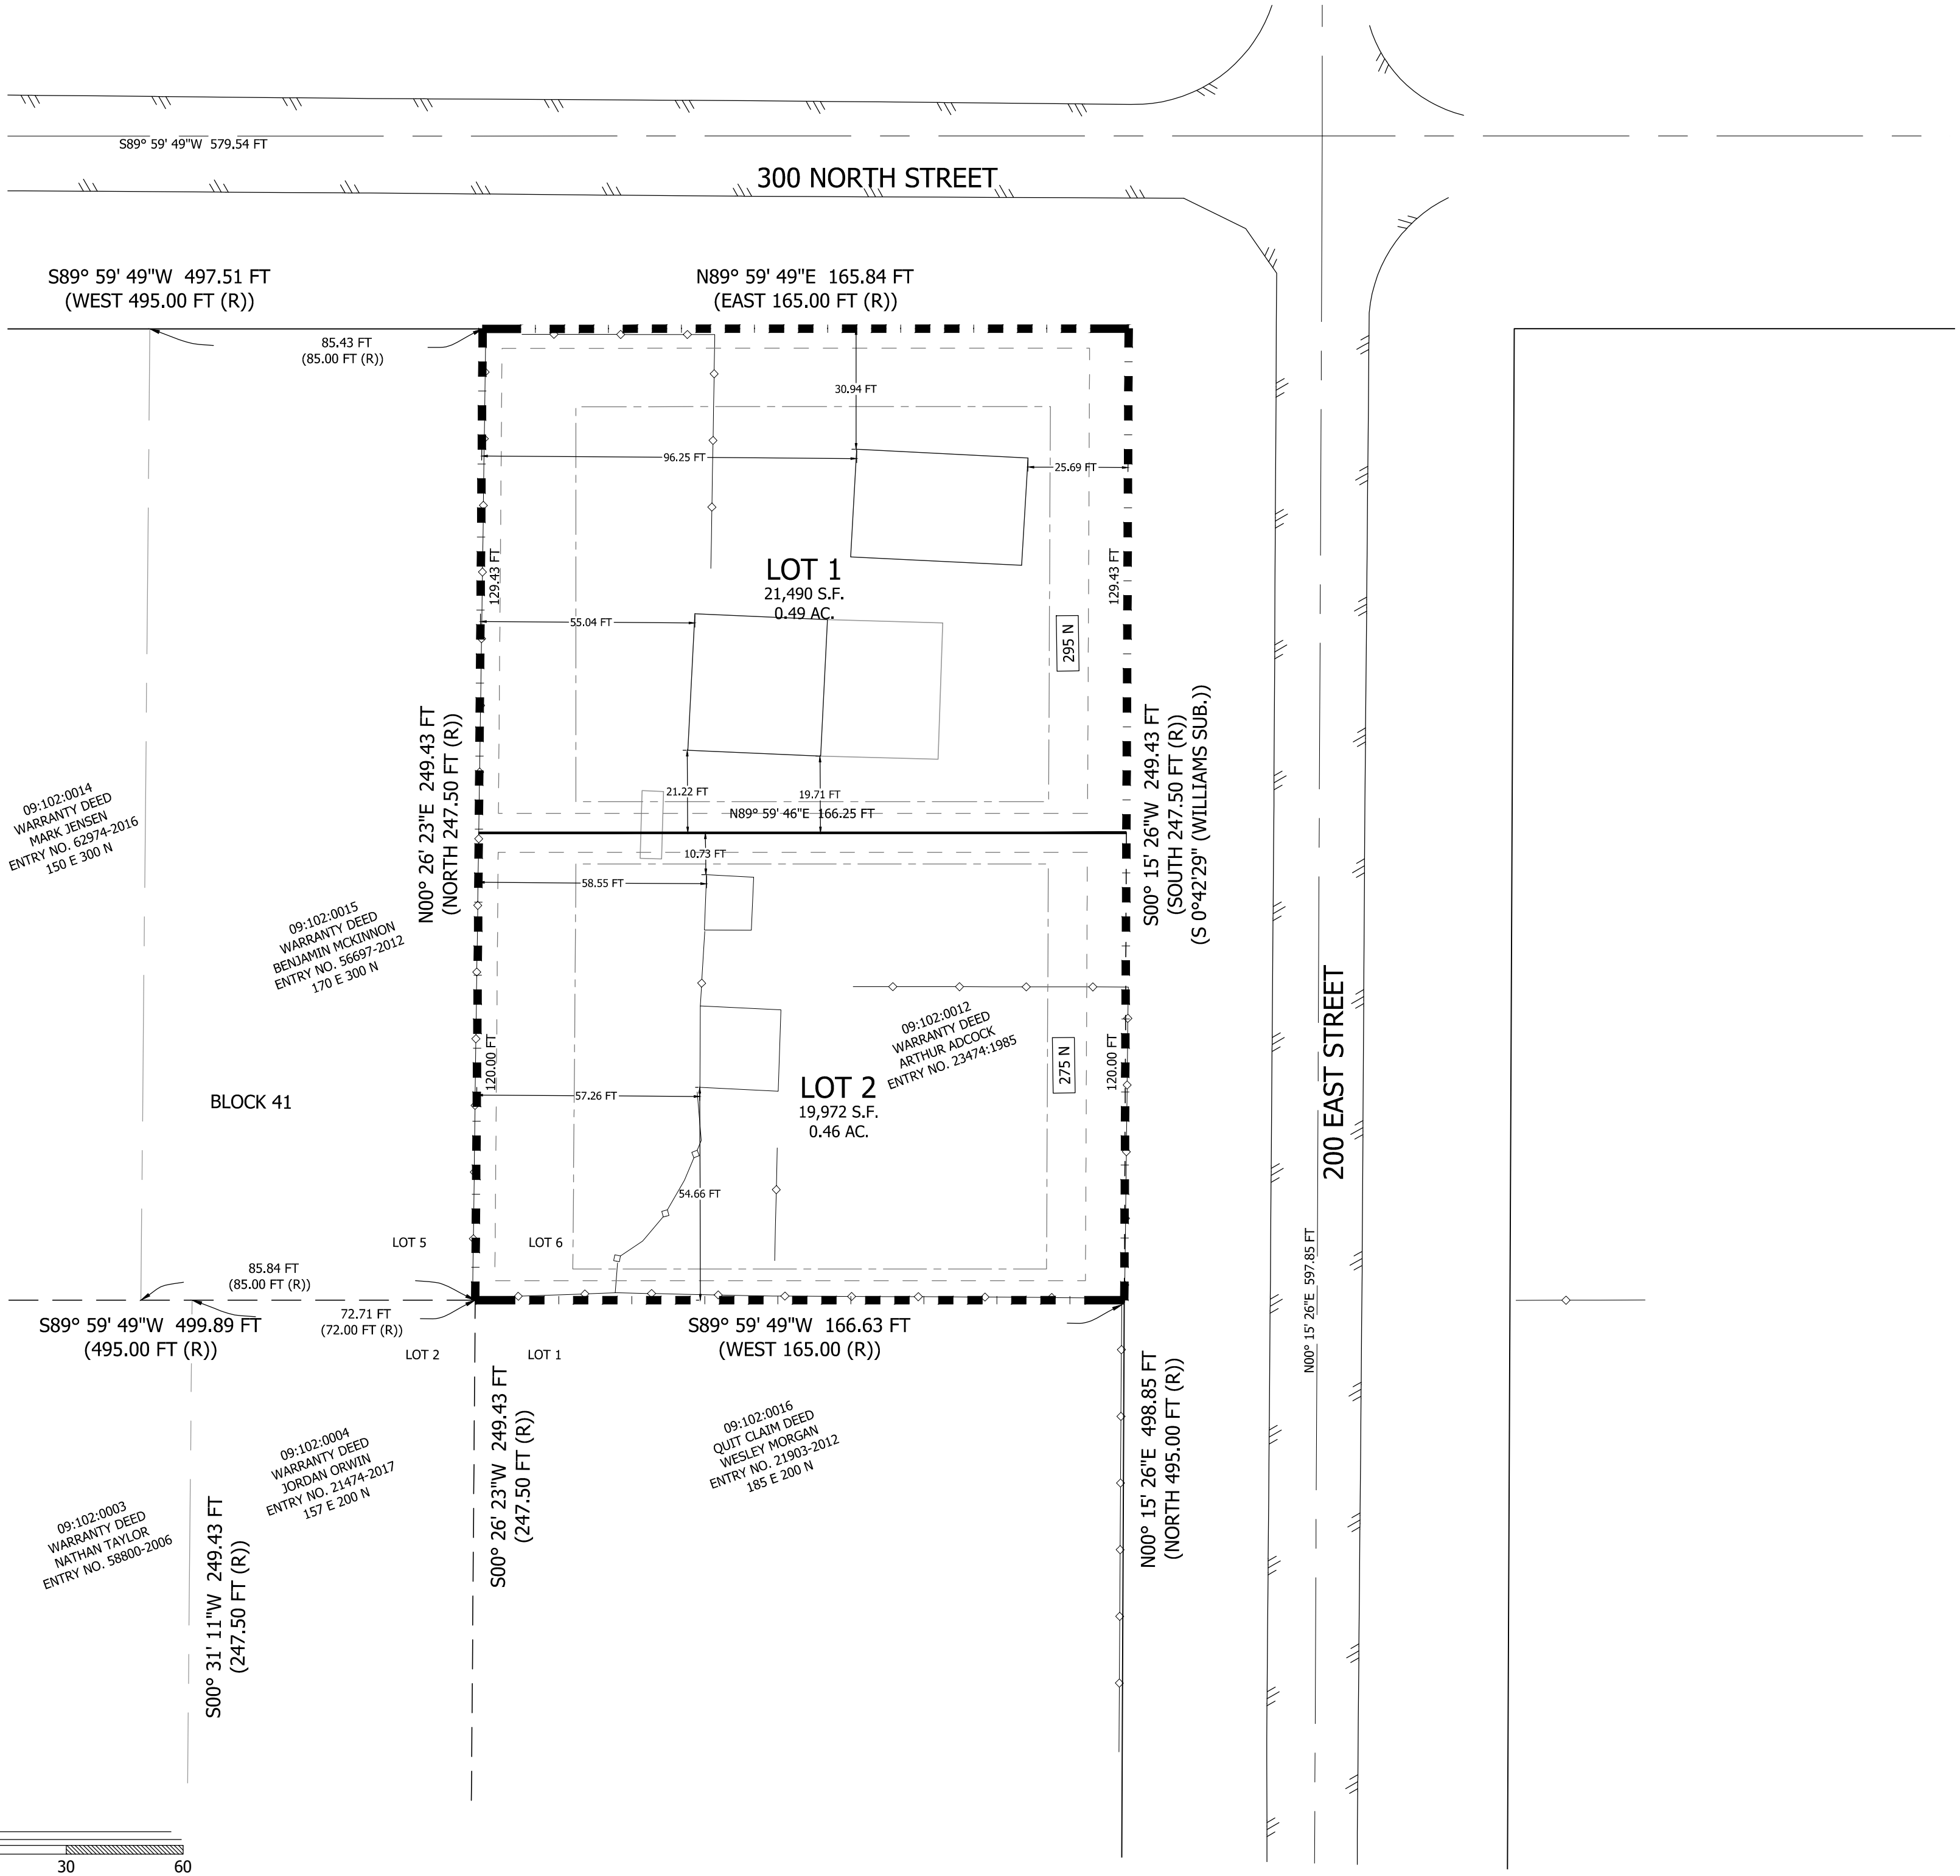 S89° 59' 49"W  579.54 FT
300 NORTH STREET
S89° 59' 49"W  497.51 FT
(WEST 495.00 FT (R))
N89° 59' 49"E  165.84 FT
(EAST 165.00 FT (R))
85.43 FT
(85.00 FT (R))
30.94 FT
96.25 FT
25.69 FT
129.43 FT
129.43 FT
LOT 1
21,490 S.F.
0.49 AC.
55.04 FT
295 N
N00° 26' 23"E  249.43 FT
(NORTH 247.50 FT (R))
S00° 15' 26"W  249.43 FT
(SOUTH 247.50 FT (R))
(S 0°42'29" (WILLIAMS SUB.))
21.22 FT
19.71 FT
N89° 59' 46"E  166.25 FT
09:102:0014
WARRANTY DEED
MARK JENSEN
ENTRY NO. 62974-2016
150 E 300 N
10.73 FT
58.55 FT
09:102:0015
WARRANTY DEED
BENJAMIN MCKINNON
ENTRY NO. 56697-2012
170 E 300 N
09:102:0012
WARRANTY DEED
ARTHUR ADCOCK
ENTRY NO. 23474:1985
120.00 FT
120.00 FT
275 N
200 EAST STREET
BLOCK 41
57.26 FT
LOT 2
19,972 S.F.
0.46 AC.
54.66 FT
LOT 5
LOT 6
85.84 FT
(85.00 FT (R))
72.71 FT
(72.00 FT (R))
S89° 59' 49"W  499.89 FT
(495.00 FT (R))
S89° 59' 49"W  166.63 FT
(WEST 165.00 (R))
N00° 15' 26"E  597.85 FT
LOT 2
LOT 1
S00° 26' 23"W  249.43 FT
(247.50 FT (R))
N00° 15' 26"E  498.85 FT
(NORTH 495.00 FT (R))
09:102:0016
QUIT CLAIM DEED
WESLEY MORGAN
ENTRY NO. 21903-2012
185 E 200 N
09:102:0004
WARRANTY DEED
JORDAN ORWIN
ENTRY NO. 21474-2017
157 E 200 N
09:102:0003
WARRANTY DEED
NATHAN TAYLOR
ENTRY NO. 58800-2006
S00° 31' 11"W  249.43 FT
(247.50 FT (R))
30
60